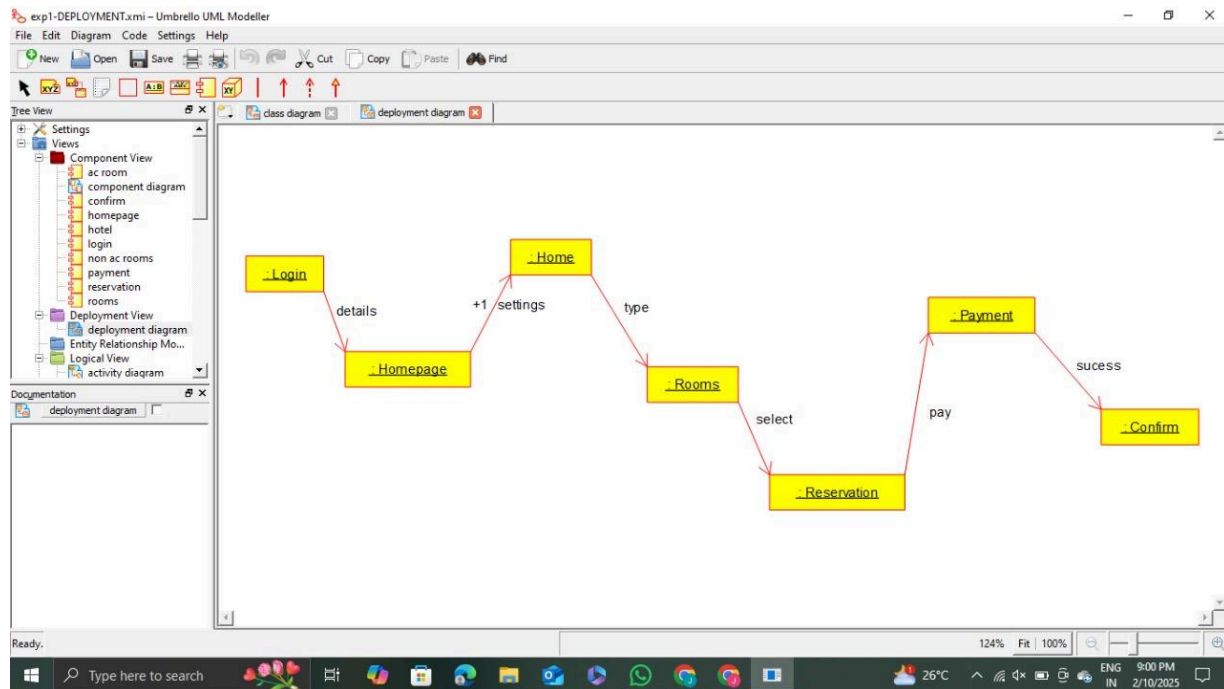 exp1-DEPLOYMENT.xmi – Umbrello UML Modeller
File Edit Diagram Code Settings Help
New Open Save Cut Copy Paste Find
XYZ A:B XY
Tree View
class diagram deployment diagram
Settings
Views
Component View
ac room
component diagram
confirm
homepage
hotel
login
non ac rooms
payment
reservation
rooms
Deployment View
deployment diagram
Entity Relationship Mo...
Logical View
activity diagram
Documentation
deployment diagram
: Login
details
: Homepage
+1 settings
: Home
type
: Rooms
select
: Reservation
pay
: Payment
sucess
: Confirm
Ready.
124% Fit 100%
Type here to search
26°C
ENG
IN
9:00 PM
2/10/2025